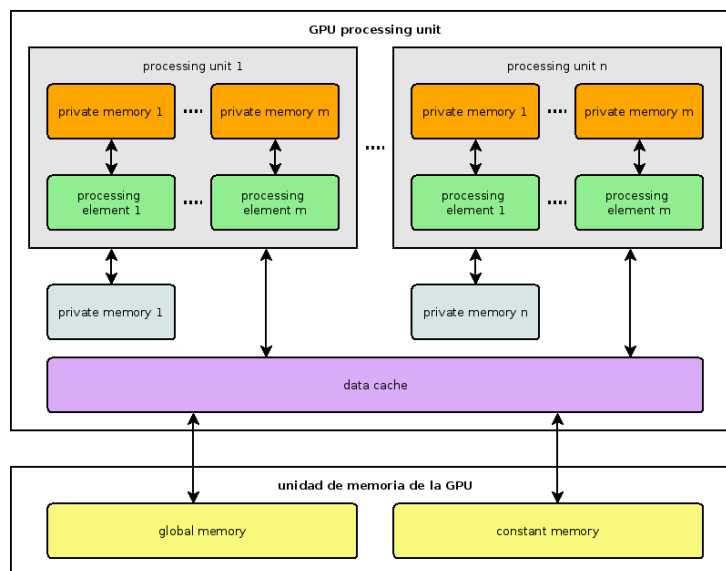 GPU processing unit
processing unit 1
processing unit n
private memory 1
private memory m
private memory 1
private memory m
processing
element 1
processing
element m
processing
element 1
processing
element m
private memory 1
private memory n
data cache
unidad de memoria de la GPU
global memory
constant memory